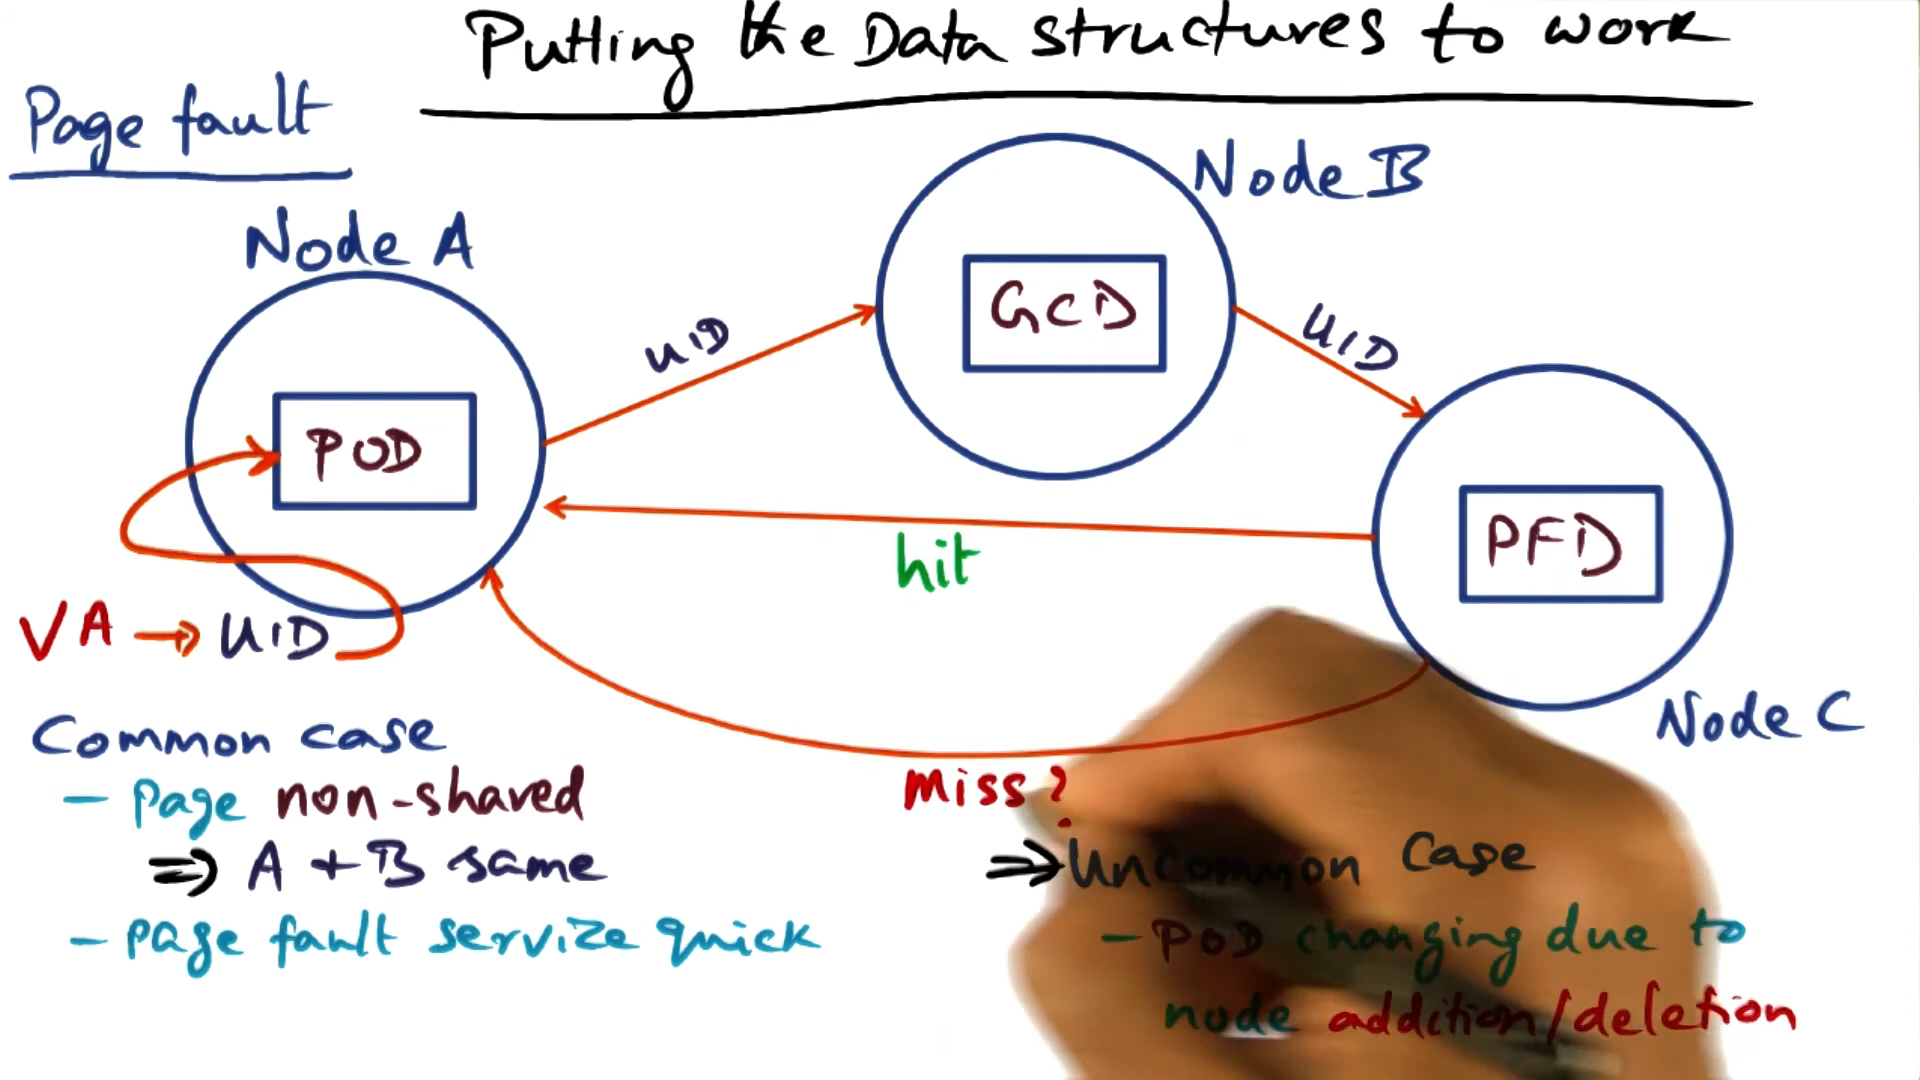 Putting the Data structures to work
Page fault
Node A
Node B
Node C
POD
GCD
PFD
UID
UID
hit
VA → UID
Miss?
Common case
- page non-shared
⇒ A + B same
- page fault service quick
⇒ Uncommon Case
- POD changing due to
node addition/deletion